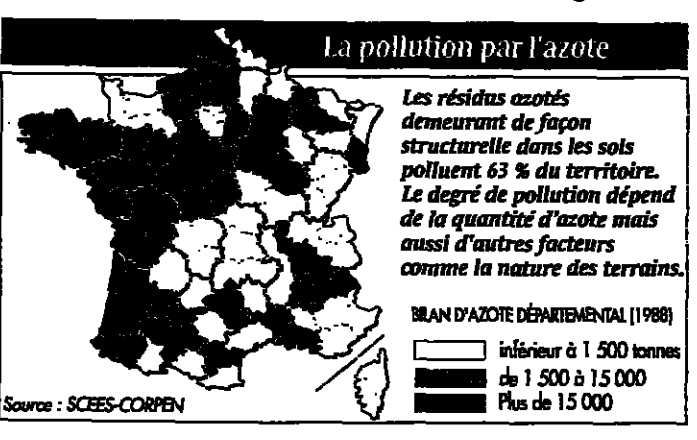 La pollution par l'azote
Les résidus azotés
demeurant de façon
structurelle dans les sols
polluent 63 % du territoire.
Le degré de pollution dépend
de la quantité d'azote mais
aussi d'autres facteurs
comme la nature des terrains.
BILAN D'AZOTE DÉPARTEMENTAL (1988)
inférieur à 1 500 tonnes
de 1 500 à 15 000
Plus de 15 000
Source : SCEES-CORPEN